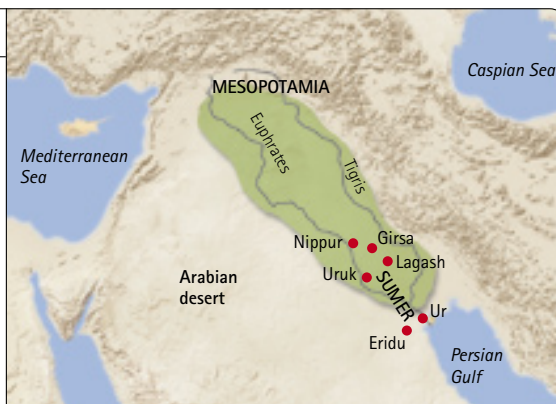 Caspian Sea
MESOPOTAMIA
Euphrates
Tigris
Mediterranean
Sea
Nippur
Girsa
Lagash
Uruk
SUMER
Arabian
desert
Ur
Eridu
Persian
Gulf